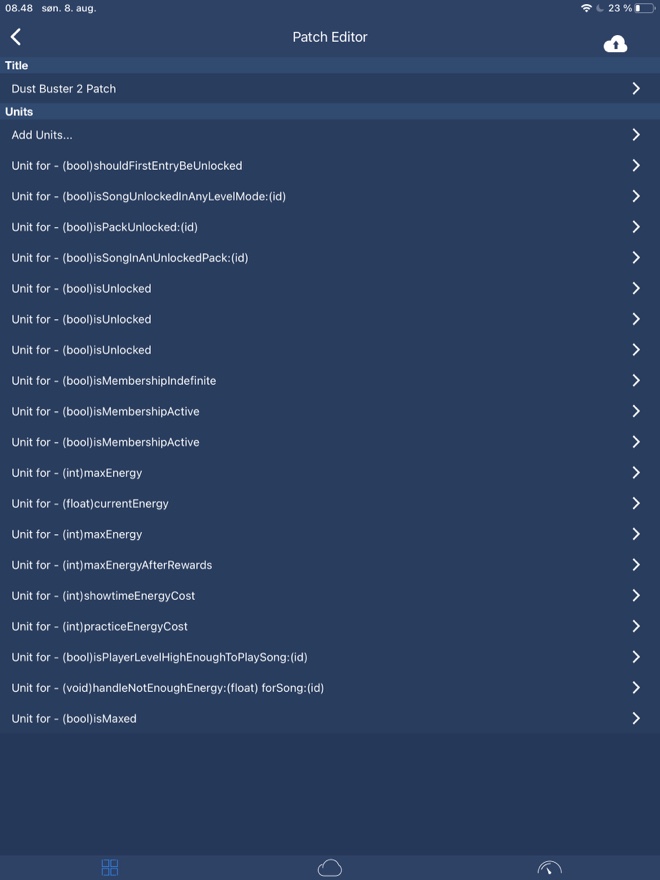 08.48 søn. 8. aug. 23 %
Patch Editor
Title
Dust Buster 2 Patch
Units
Add Units...
Unit for - (bool)shouldFirstEntryBeUnlocked
Unit for - (bool)isSongUnlockedInAnyLevelMode:(id)
Unit for - (bool)isPackUnlocked:(id)
Unit for - (bool)isSongInAnUnlockedPack:(id)
Unit for - (bool)isUnlocked
Unit for - (bool)isUnlocked
Unit for - (bool)isUnlocked
Unit for - (bool)isMembershipIndefinite
Unit for - (bool)isMembershipActive
Unit for - (bool)isMembershipActive
Unit for - (int)maxEnergy
Unit for - (float)currentEnergy
Unit for - (int)maxEnergy
Unit for - (int)maxEnergyAfterRewards
Unit for - (int)showtimeEnergyCost
Unit for - (int)practiceEnergyCost
Unit for - (bool)isPlayerLevelHighEnoughToPlaySong:(id)
Unit for - (void)handleNotEnoughEnergy:(float) forSong:(id)
Unit for - (bool)isMaxed